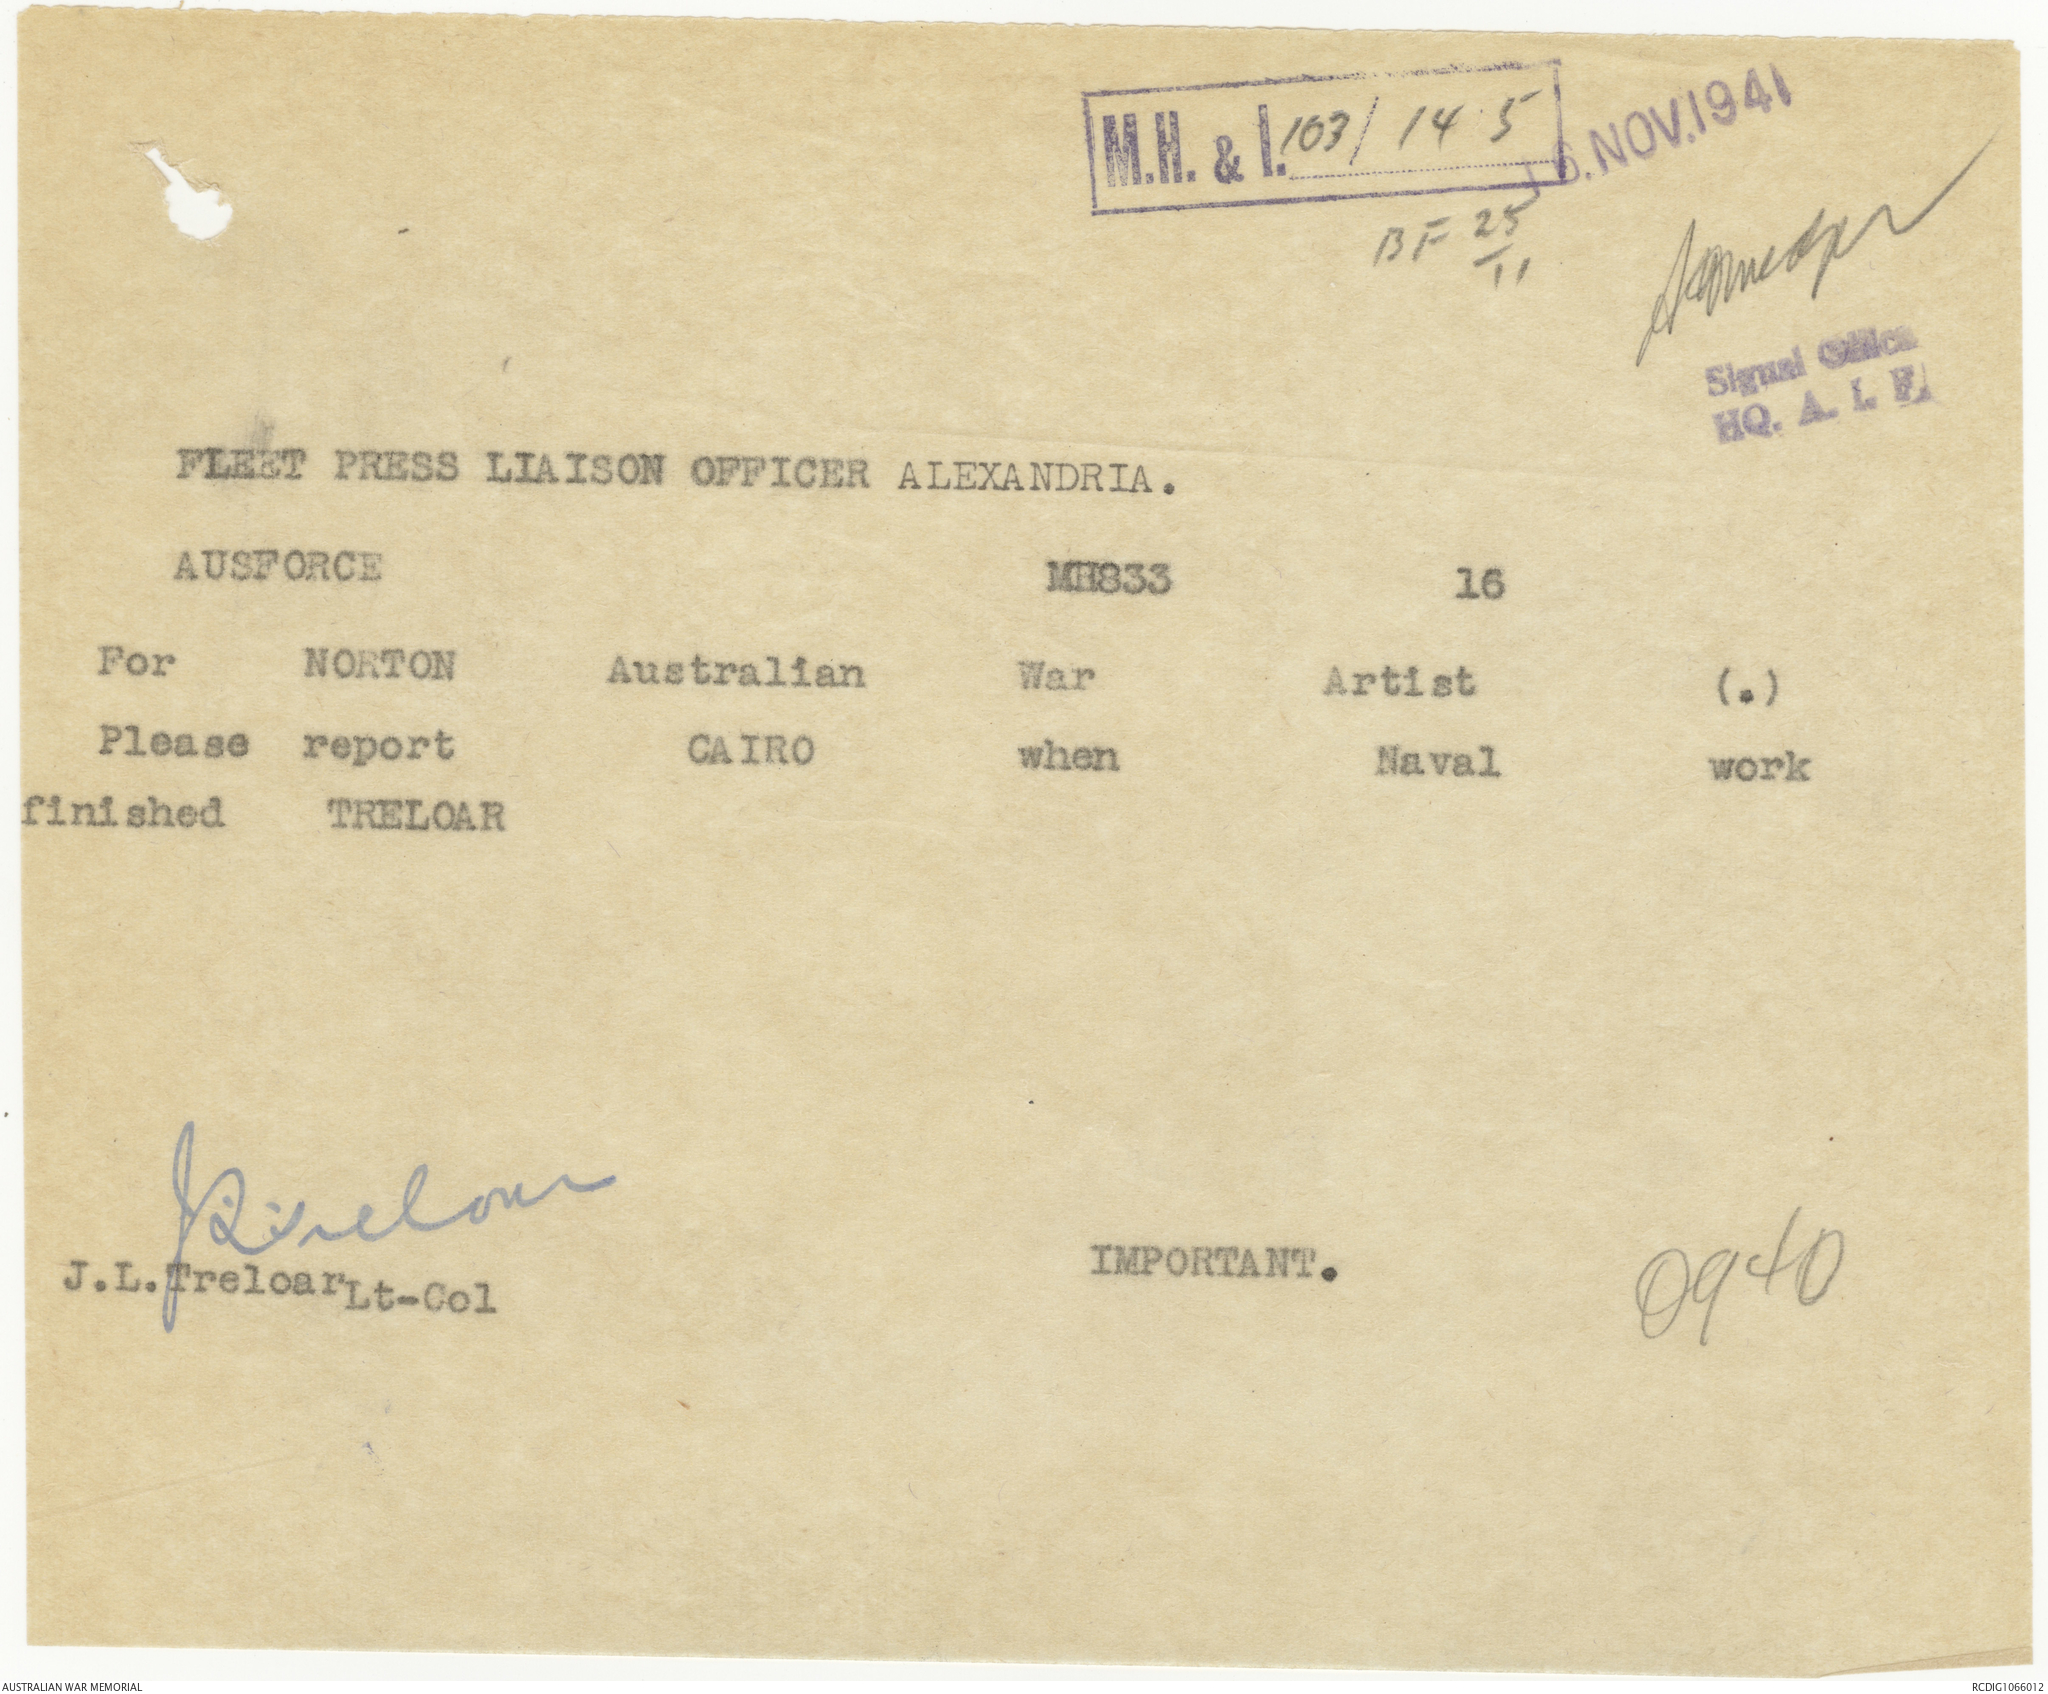 M.H. & I. 103/14 5
16.NOV.1941
BF 25/11
Signal Office
HQ. A. I. F.
FLEET PRESS LIAISON OFFICER ALEXANDRIA.
AUSFORCE MH833 16
For NORTON Australian War Artist (.)
Please report CAIRO when Naval work
finished TRELOAR
JLTreloar
J.L.Treloar Lt-Col
IMPORTANT.
0940
AUSTRALIAN WAR MEMORIAL
RCDIG1066012